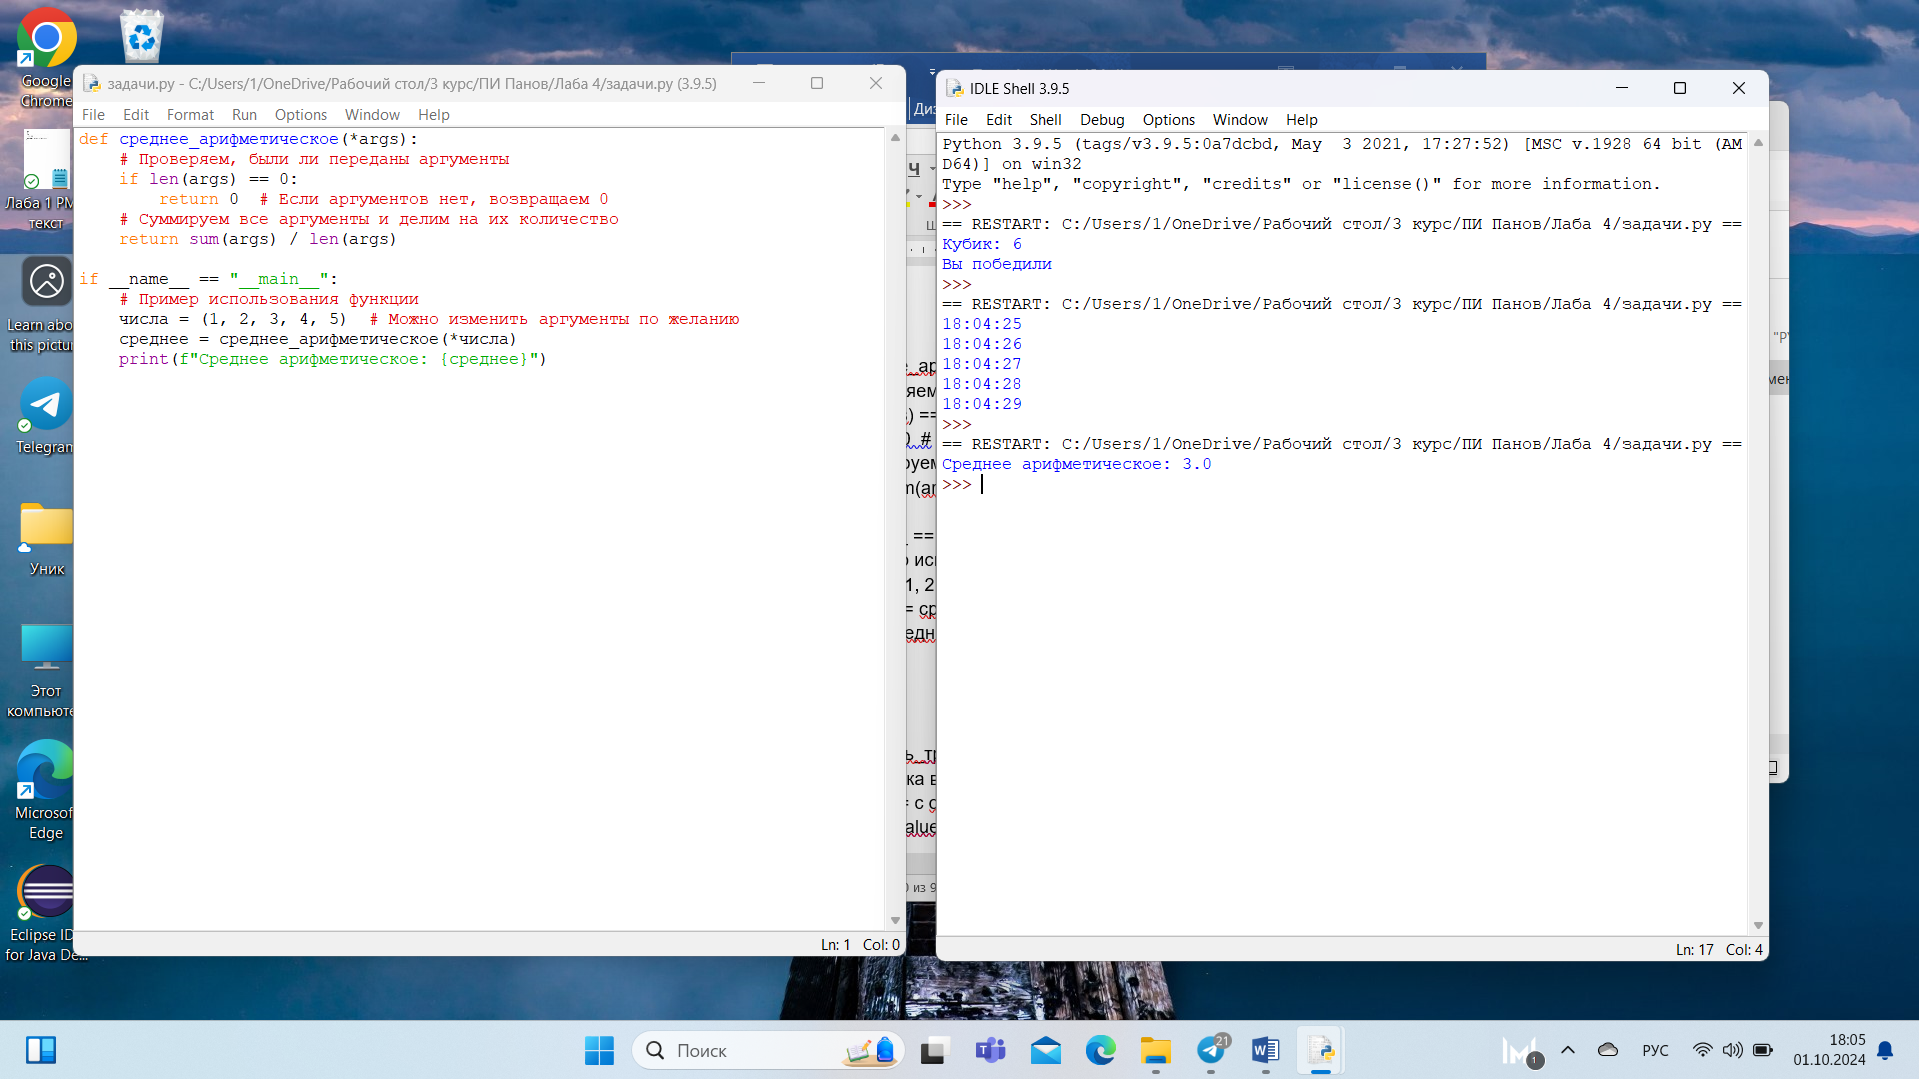 Google
Chrome
Лаба 1
текст
Learn
this
Telegram
Уник
Этот
Microsof
Edge
Eclipse ID
for Java De...
задачи.py - C:/Users/1/OneDrive/Рабочий стол/3 курс/ПИ Панов/Лаба 4/задачи.py (3.9.5)
File Edit Format Run Options Window Help
def среднее_арифметическое(*args):
# Проверяем, были ли переданы аргументы
if len(args) == 0:
return 0 # Если аргументов нет, возвращаем 0
# Суммируем все аргументы и делим на их количество
return sum(args) / len(args)
if __name__ == "__main__":
# Пример использования функции
числа = (1, 2, 3, 4, 5) # Можно изменить аргументы по желанию
среднее = среднее_арифметическое(*числа)
print(f"Среднее арифметическое: {среднее}")
Ln: 1 Col: 0
IDLE Shell 3.9.5
File Edit Shell Debug Options Window Help
Python 3.9.5 (tags/v3.9.5:0a7dcbd, May 3 2021, 17:27:52) [MSC v.1928 64 bit (AM
D64)] on win32
Type "help", "copyright", "credits" or "license()" for more information.
>>>
== RESTART: C:/Users/1/OneDrive/Рабочий стол/3 курс/ПИ Панов/Лаба 4/задачи.py ==
Кубик: 6
Вы победили
>>>
== RESTART: C:/Users/1/OneDrive/Рабочий стол/3 курс/ПИ Панов/Лаба 4/задачи.py ==
18:04:25
18:04:26
18:04:27
18:04:28
18:04:29
>>>
== RESTART: C:/Users/1/OneDrive/Рабочий стол/3 курс/ПИ Панов/Лаба 4/задачи.py ==
Среднее арифметическое: 3.0
>>>
Ln: 17 Col: 4
Поиск
21
1
РУС
18:05
01.10.2024